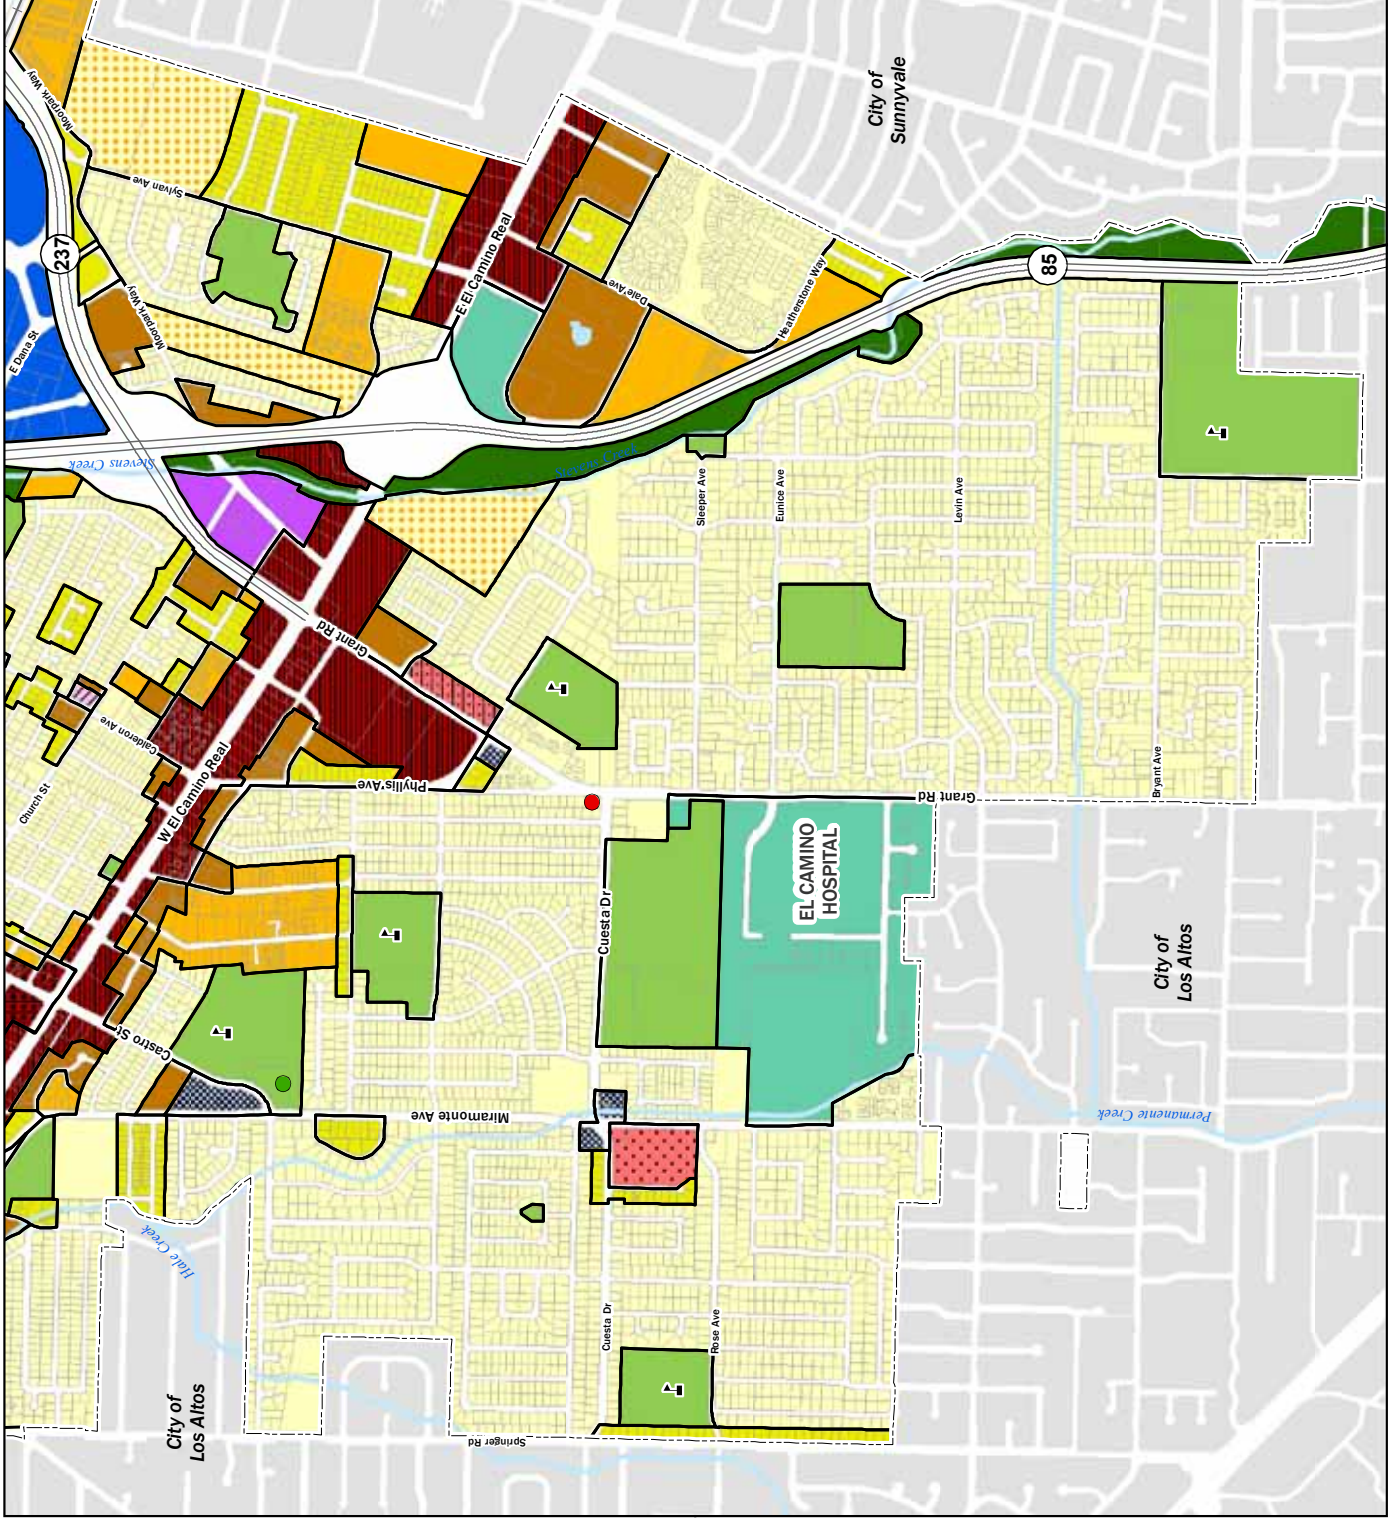 Moorpark Way
City of
Sunnyvale
Sylvan Ave
237
E El Camino Real
E Dana St
Moorpark Way
Dale Ave
Heatherstone Way
85
Stevens Creek
Stevens Creek
Sleeper Ave
Eunice Ave
Levin Ave
Grant Rd
Calderon Ave
Church St
W El Camino Real
Phyllis Ave
Bryant Ave
Grant Rd
EL CAMINO
HOSPITAL
Cuesta Dr
City of
Los Altos
Castro St
Miramonte Ave
Permanente Creek
Hale Creek
Cuesta Dr
Rose Ave
City of
Los Altos
Springer Rd